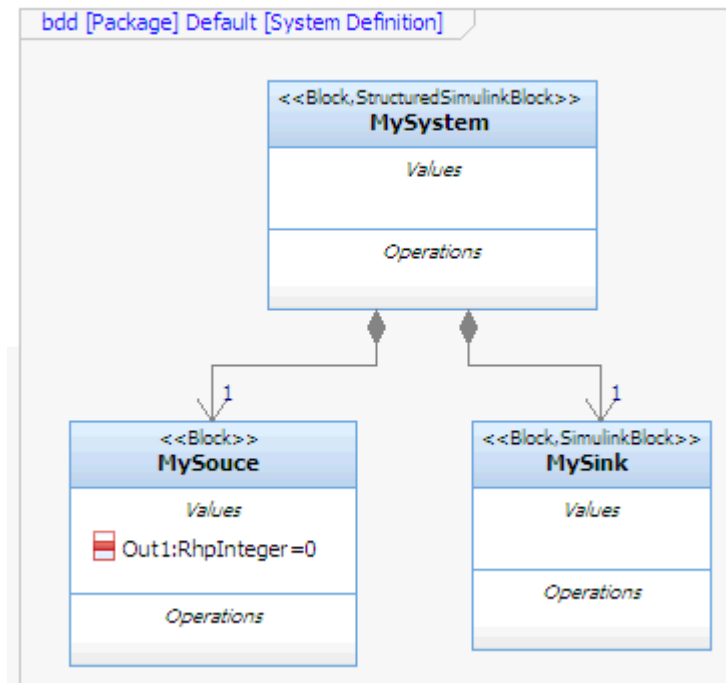 bdd [Package] Default [System Definition]
<<Block,StructuredSimulinkBlock>>
MySystem
Values
Operations
1
1
<<Block>>
MySouce
Values
Out1:RhpInteger=0
Operations
<<Block,SimulinkBlock>>
MySink
Values
Operations